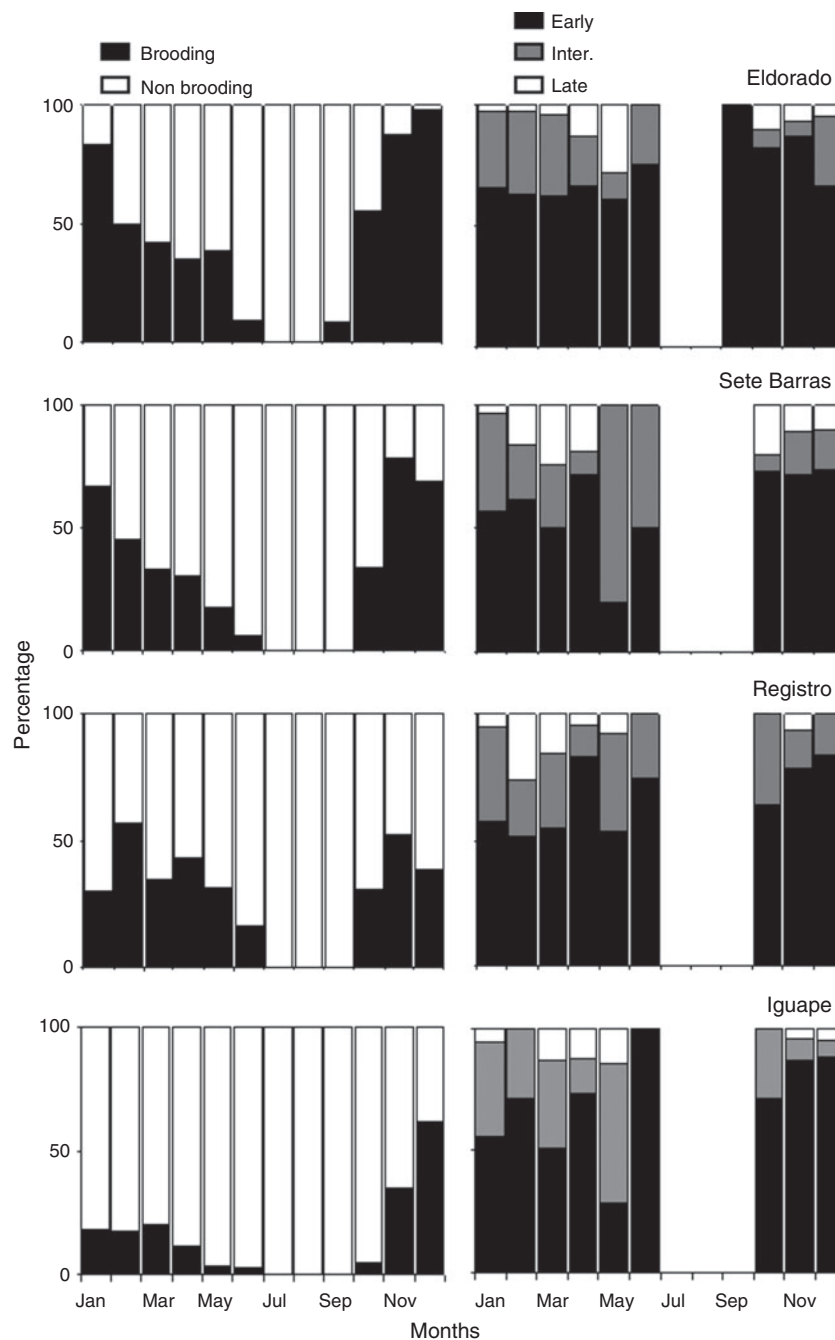 Brooding
Non brooding
Early
Inter.
Late
Eldorado
100
50
0
Sete Barras
100
50
0
Registro
100
50
0
Iguape
100
50
0
Percentage
Jan Mar May Jul Sep Nov
Jan Mar May Jul Sep Nov
Months